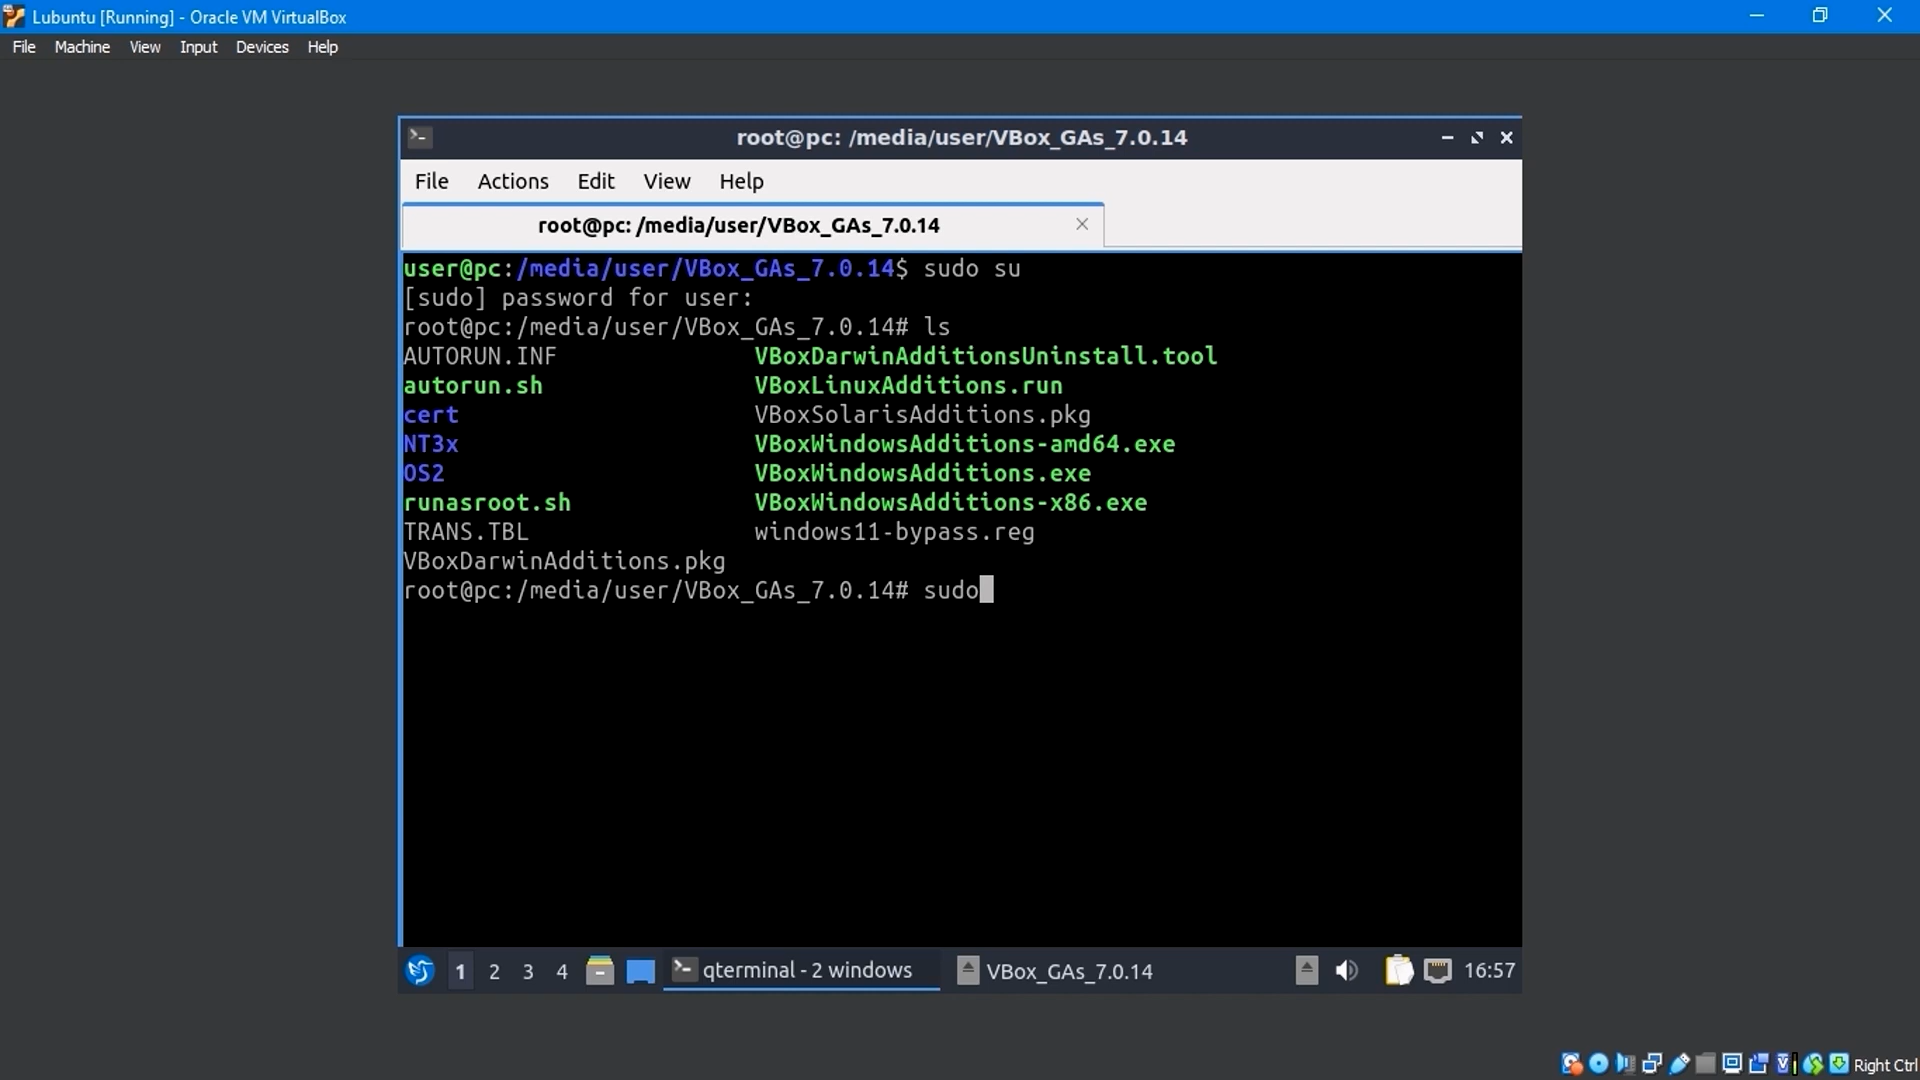 Lubuntu [Running] - Oracle VM VirtualBox
File Machine View Input Devices Help
root@pc: /media/user/VBox_GAs_7.0.14
File Actions Edit View Help
root@pc: /media/user/VBox_GAs_7.0.14
user@pc:/media/user/VBox_GAs_7.0.14$ sudo su
[sudo] password for user:
root@pc:/media/user/VBox_GAs_7.0.14# ls
AUTORUN.INF VBoxDarwinAdditionsUninstall.tool
autorun.sh VBoxLinuxAdditions.run
cert VBoxSolarisAdditions.pkg
NT3x VBoxWindowsAdditions-amd64.exe
OS2 VBoxWindowsAdditions.exe
runasroot.sh VBoxWindowsAdditions-x86.exe
TRANS.TBL windows11-bypass.reg
VBoxDarwinAdditions.pkg
root@pc:/media/user/VBox_GAs_7.0.14# sudo
1 2 3 4 qterminal - 2 windows VBox_GAs_7.0.14 16:57
Right Ctrl